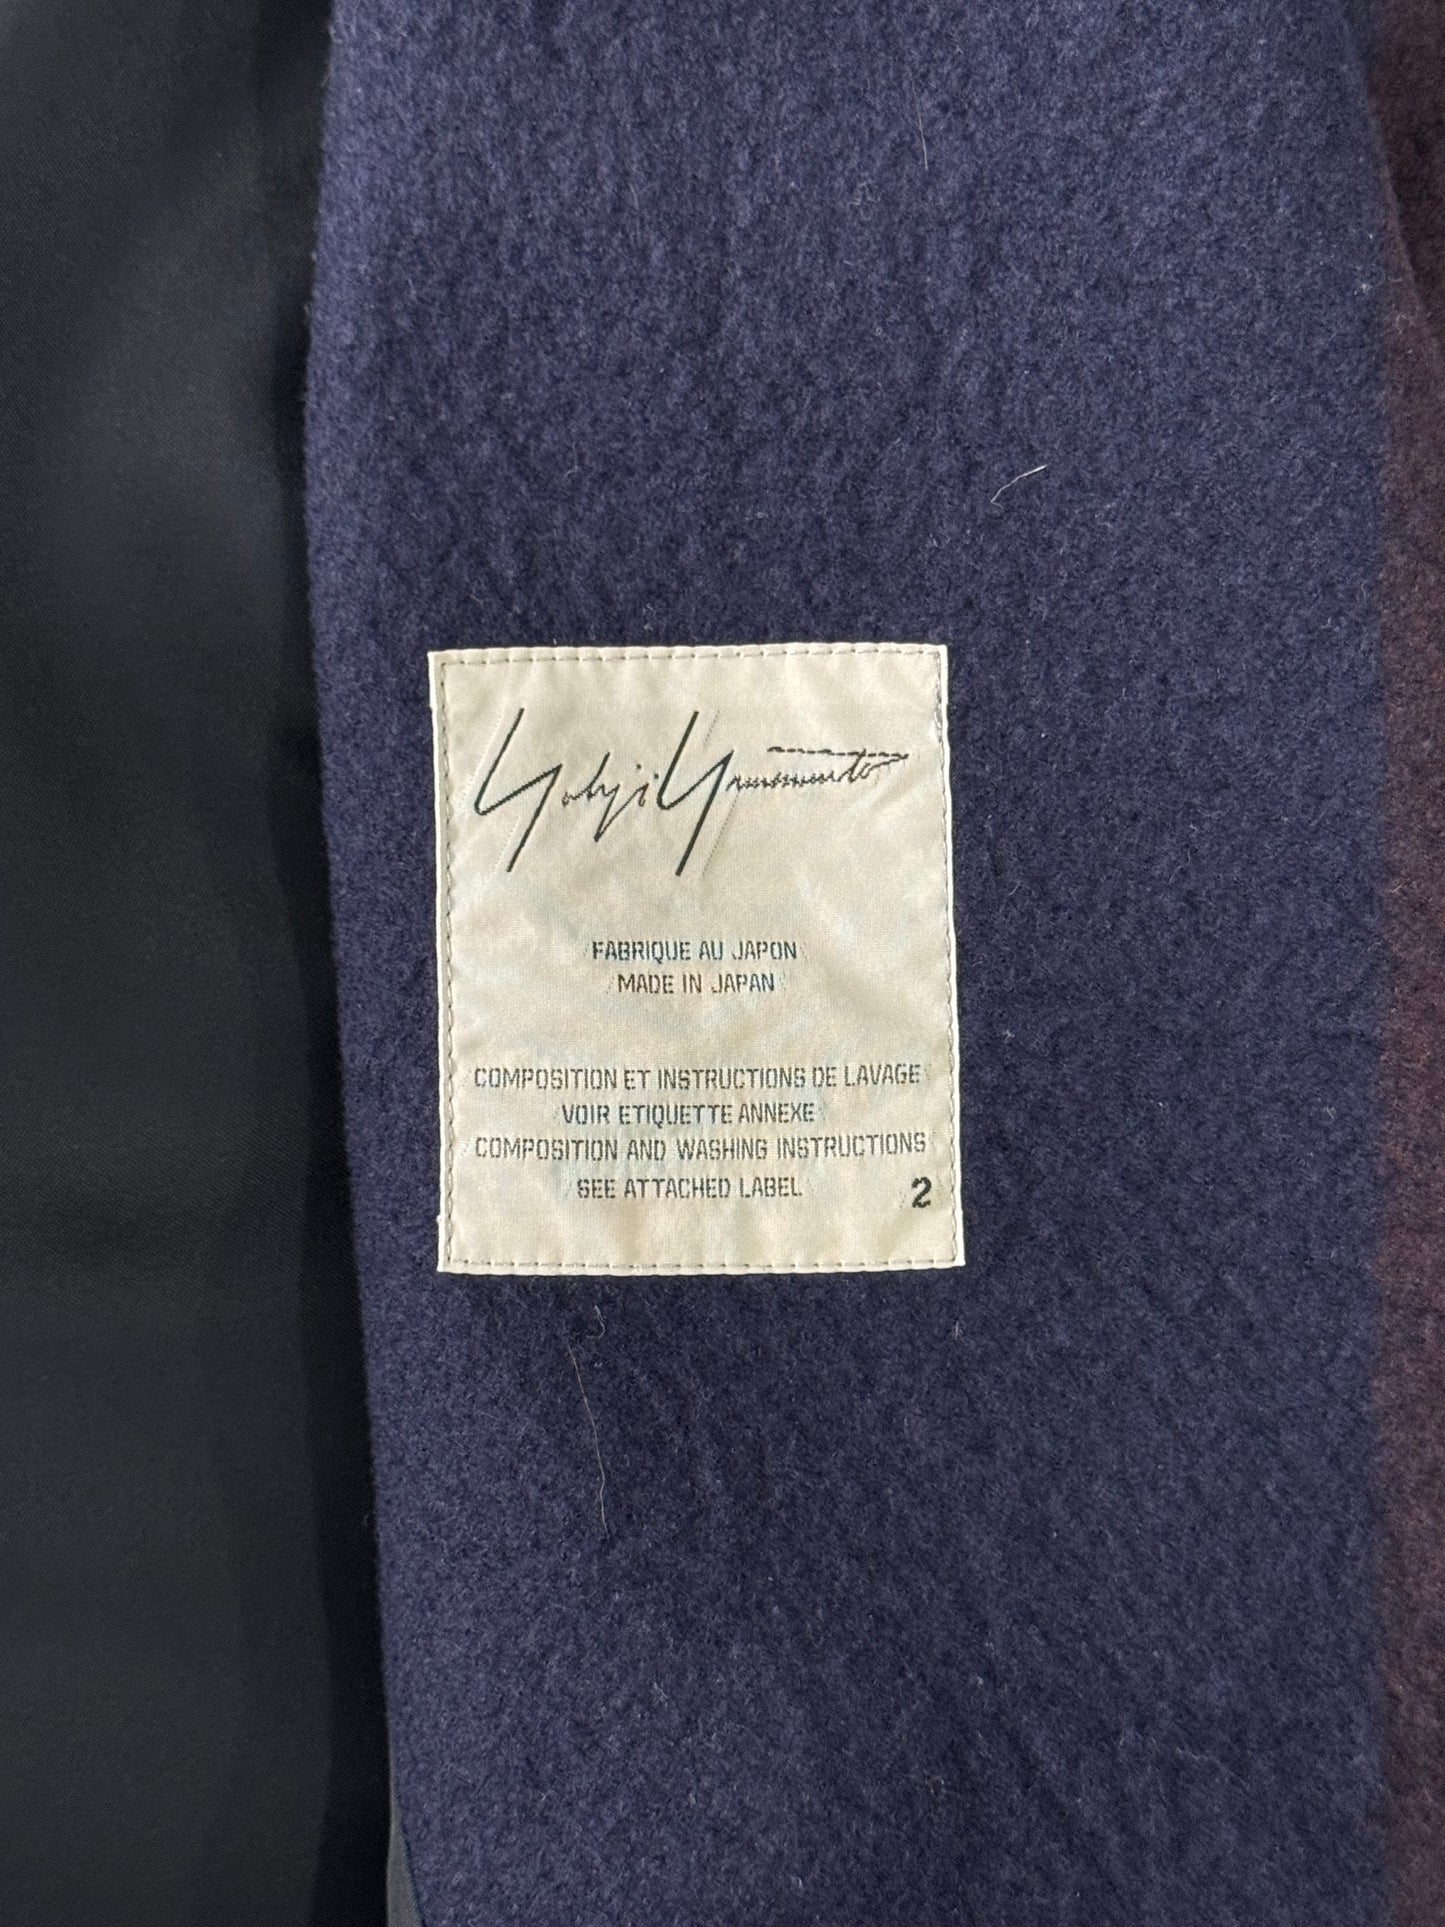 Yohji Yamamoto
FABRIQUE AU JAPON
MADE IN JAPAN
COMPOSITION ET INSTRUCTIONS DE LAVAGE
VOIR ETIQUETTE ANNEXE
COMPOSITION AND WASHING INSTRUCTIONS
SEE ATTACHED LABEL 2